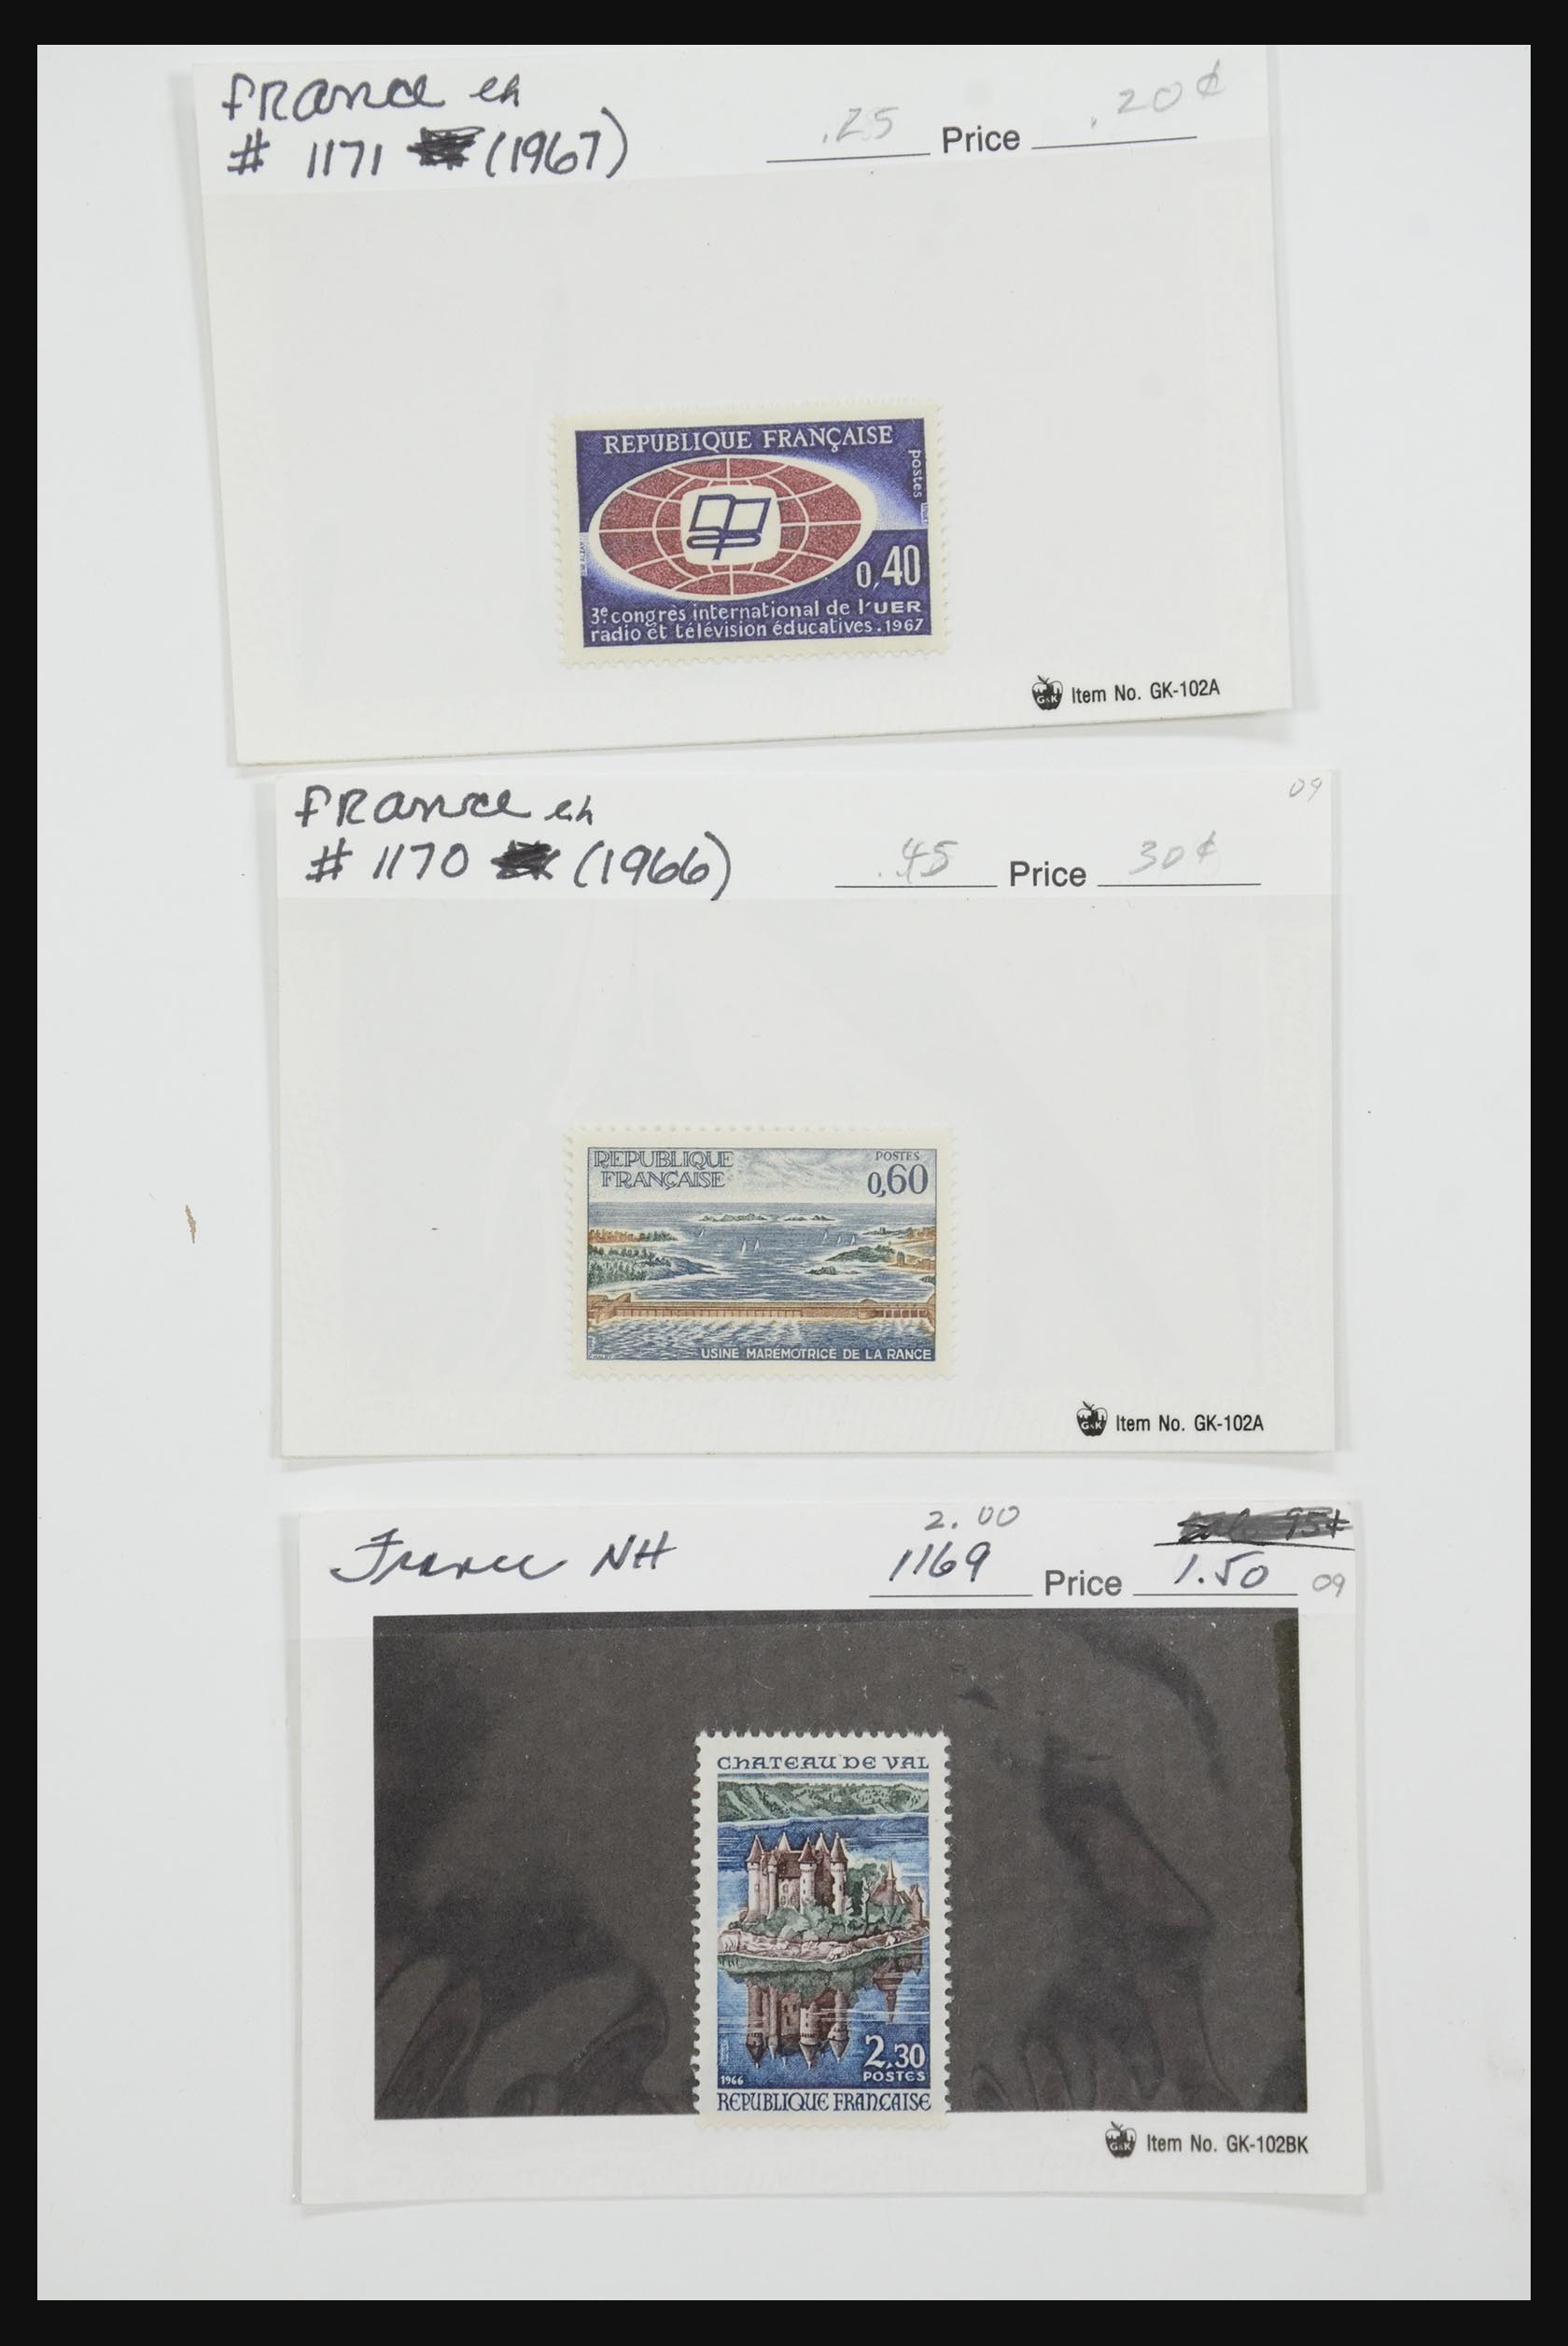 France
# 1171 (1967)
.25 Price .20¢
REPUBLIQUE FRANÇAISE
postes
0,40
3e. congrès international de l'UER
radio et télévision éducatives. 1967
G&K Item No. GK-102A
09
France
# 1170 (1966)
.45 Price 30¢
REPUBLIQUE
FRANÇAISE
POSTES
0,60
USINE MARÉMOTRICE DE LA RANCE
G&K Item No. GK-102A
2.00
95¢
France NH 1169 Price 1.50 09
CHATEAU DE VAL
2.30
1966
POSTES
REPUBLIQUE FRANÇAISE
G&K Item No. GK-102BK